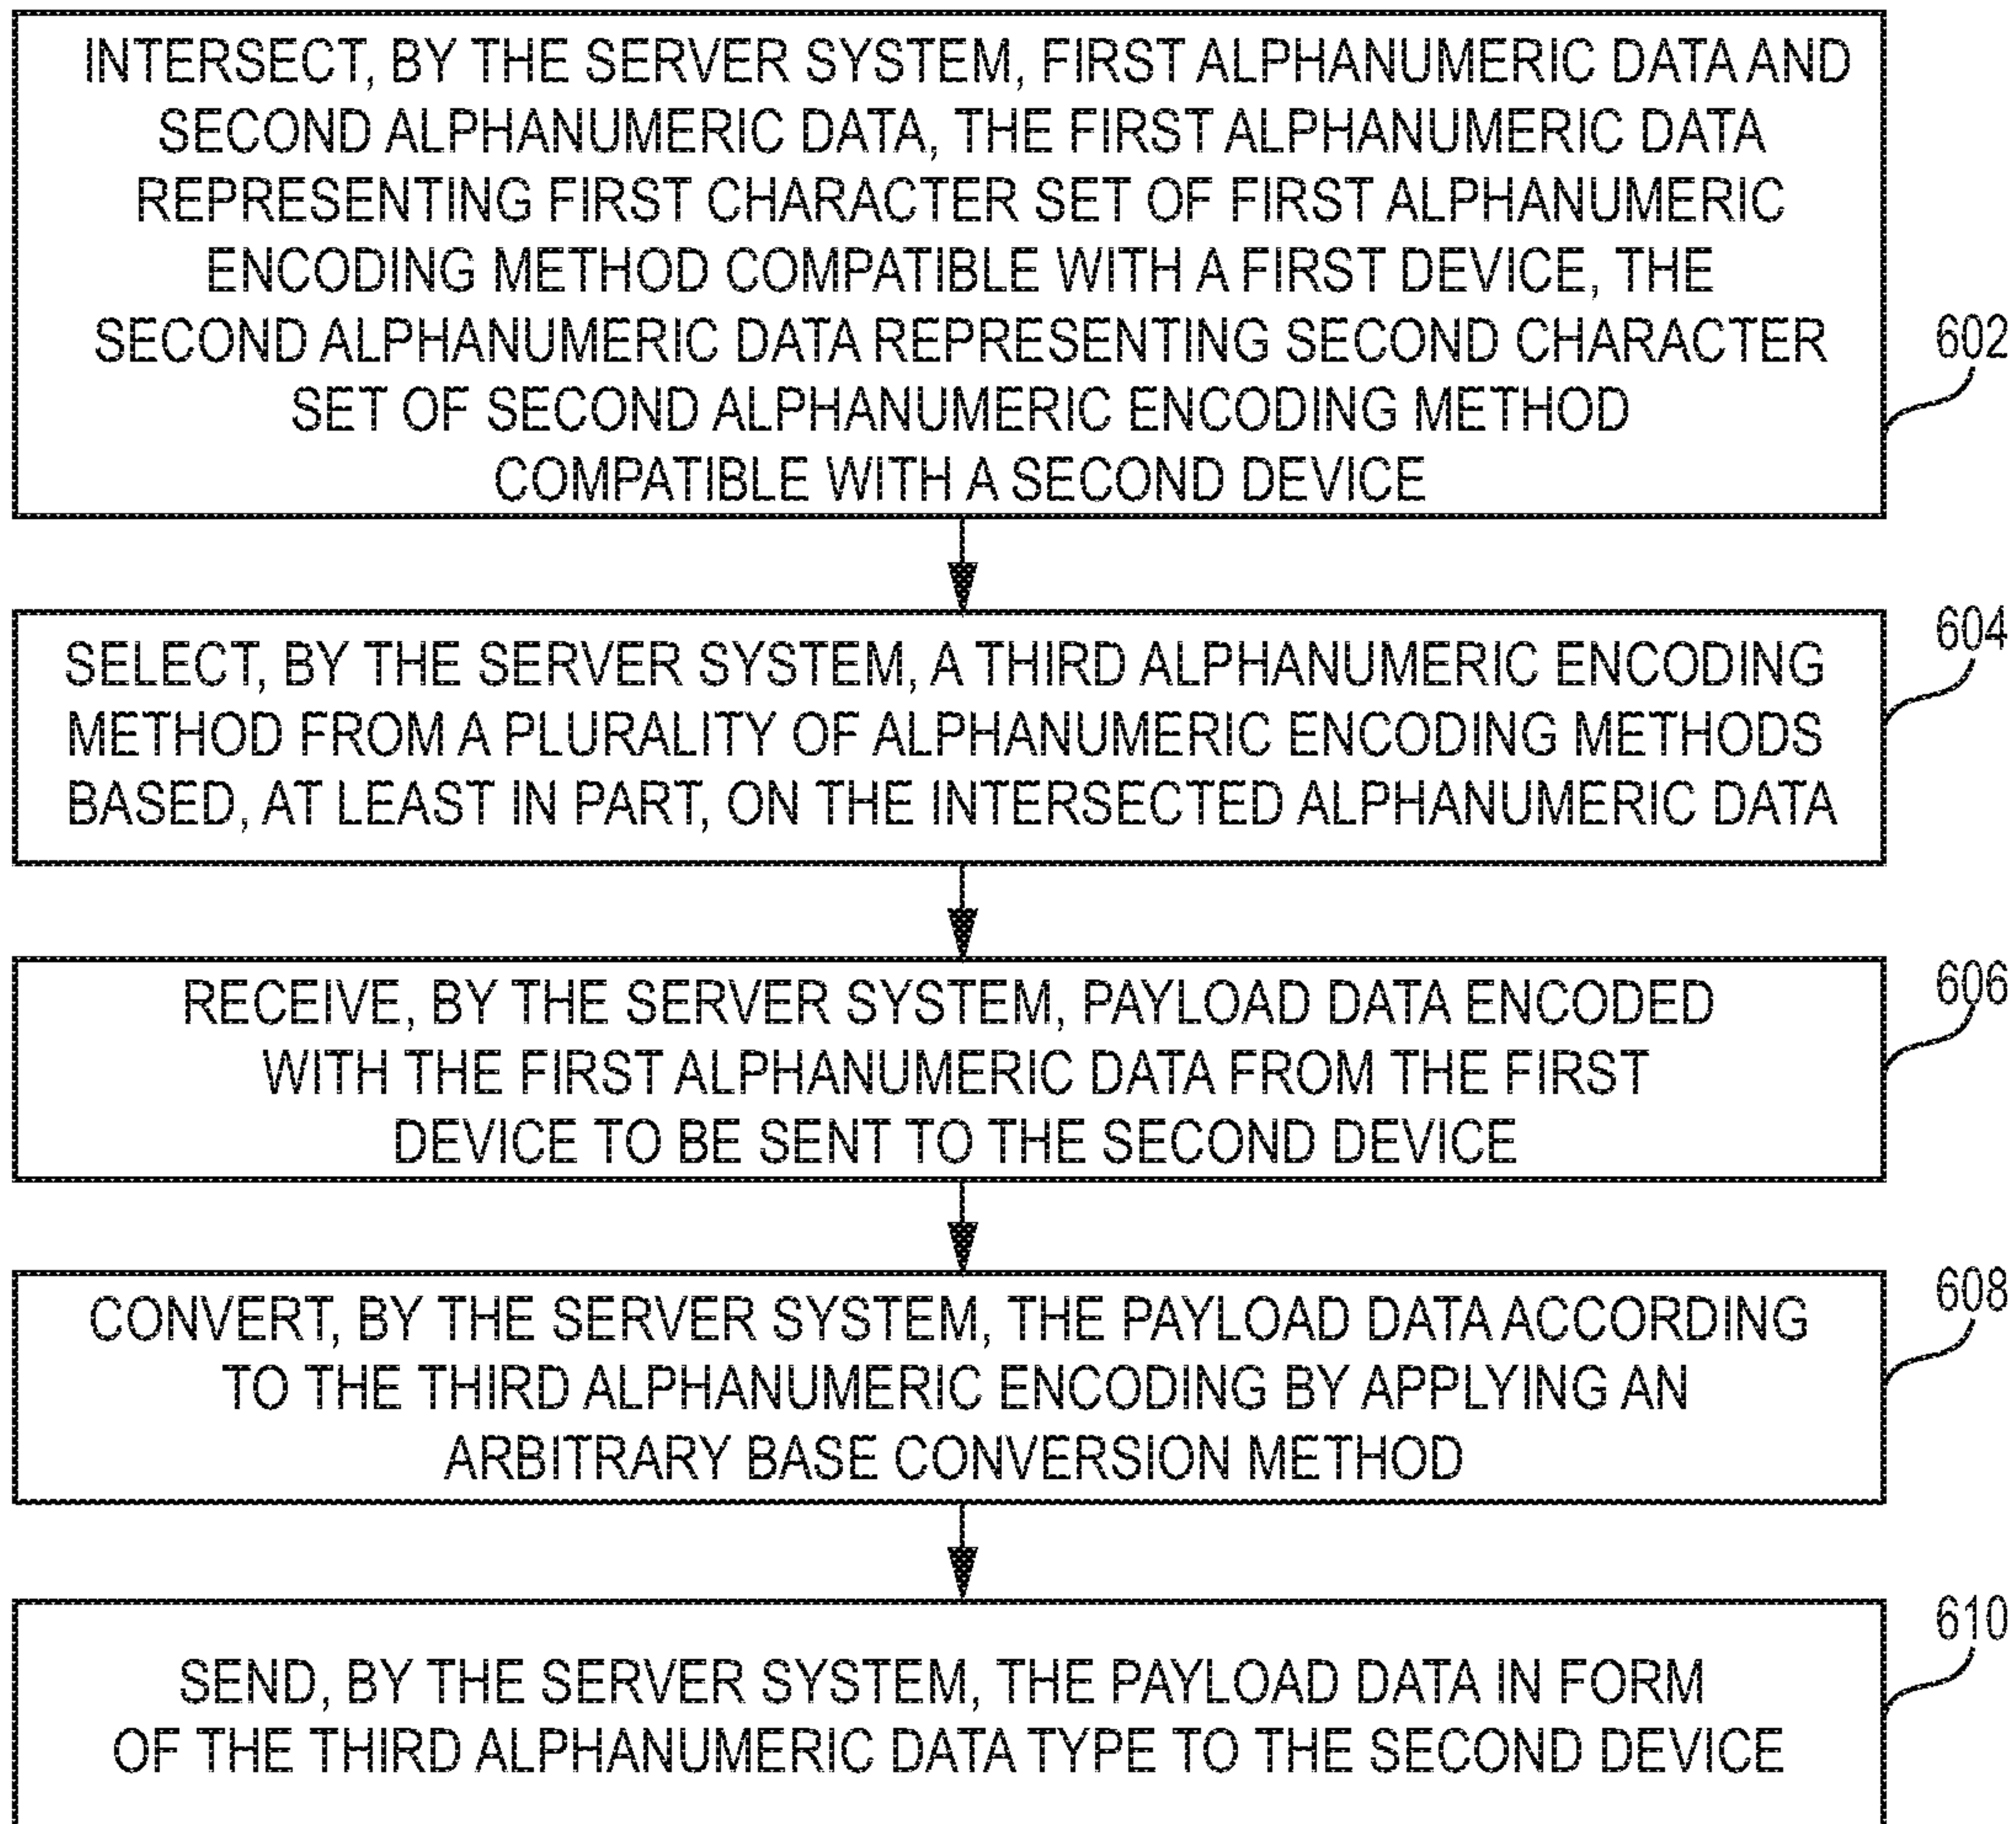 INTERSECT, BY THE SERVER SYSTEM, FIRST ALPHANUMERIC DATA AND
SECOND ALPHANUMERIC DATA, THE FIRST ALPHANUMERIC DATA
REPRESENTING FIRST CHARACTER SET OF FIRST ALPHANUMERIC
ENCODING METHOD COMPATIBLE WITH A FIRST DEVICE, THE
SECOND ALPHANUMERIC DATA REPRESENTING SECOND CHARACTER
SET OF SECOND ALPHANUMERIC ENCODING METHOD
COMPATIBLE WITH A SECOND DEVICE
602
SELECT, BY THE SERVER SYSTEM, A THIRD ALPHANUMERIC ENCODING
METHOD FROM A PLURALITY OF ALPHANUMERIC ENCODING METHODS
BASED, AT LEAST IN PART, ON THE INTERSECTED ALPHANUMERIC DATA
604
RECEIVE, BY THE SERVER SYSTEM, PAYLOAD DATA ENCODED
WITH THE FIRST ALPHANUMERIC DATA FROM THE FIRST
DEVICE TO BE SENT TO THE SECOND DEVICE
606
CONVERT, BY THE SERVER SYSTEM, THE PAYLOAD DATA ACCORDING
TO THE THIRD ALPHANUMERIC ENCODING BY APPLYING AN
ARBITRARY BASE CONVERSION METHOD
608
SEND, BY THE SERVER SYSTEM, THE PAYLOAD DATA IN FORM
OF THE THIRD ALPHANUMERIC DATA TYPE TO THE SECOND DEVICE
610